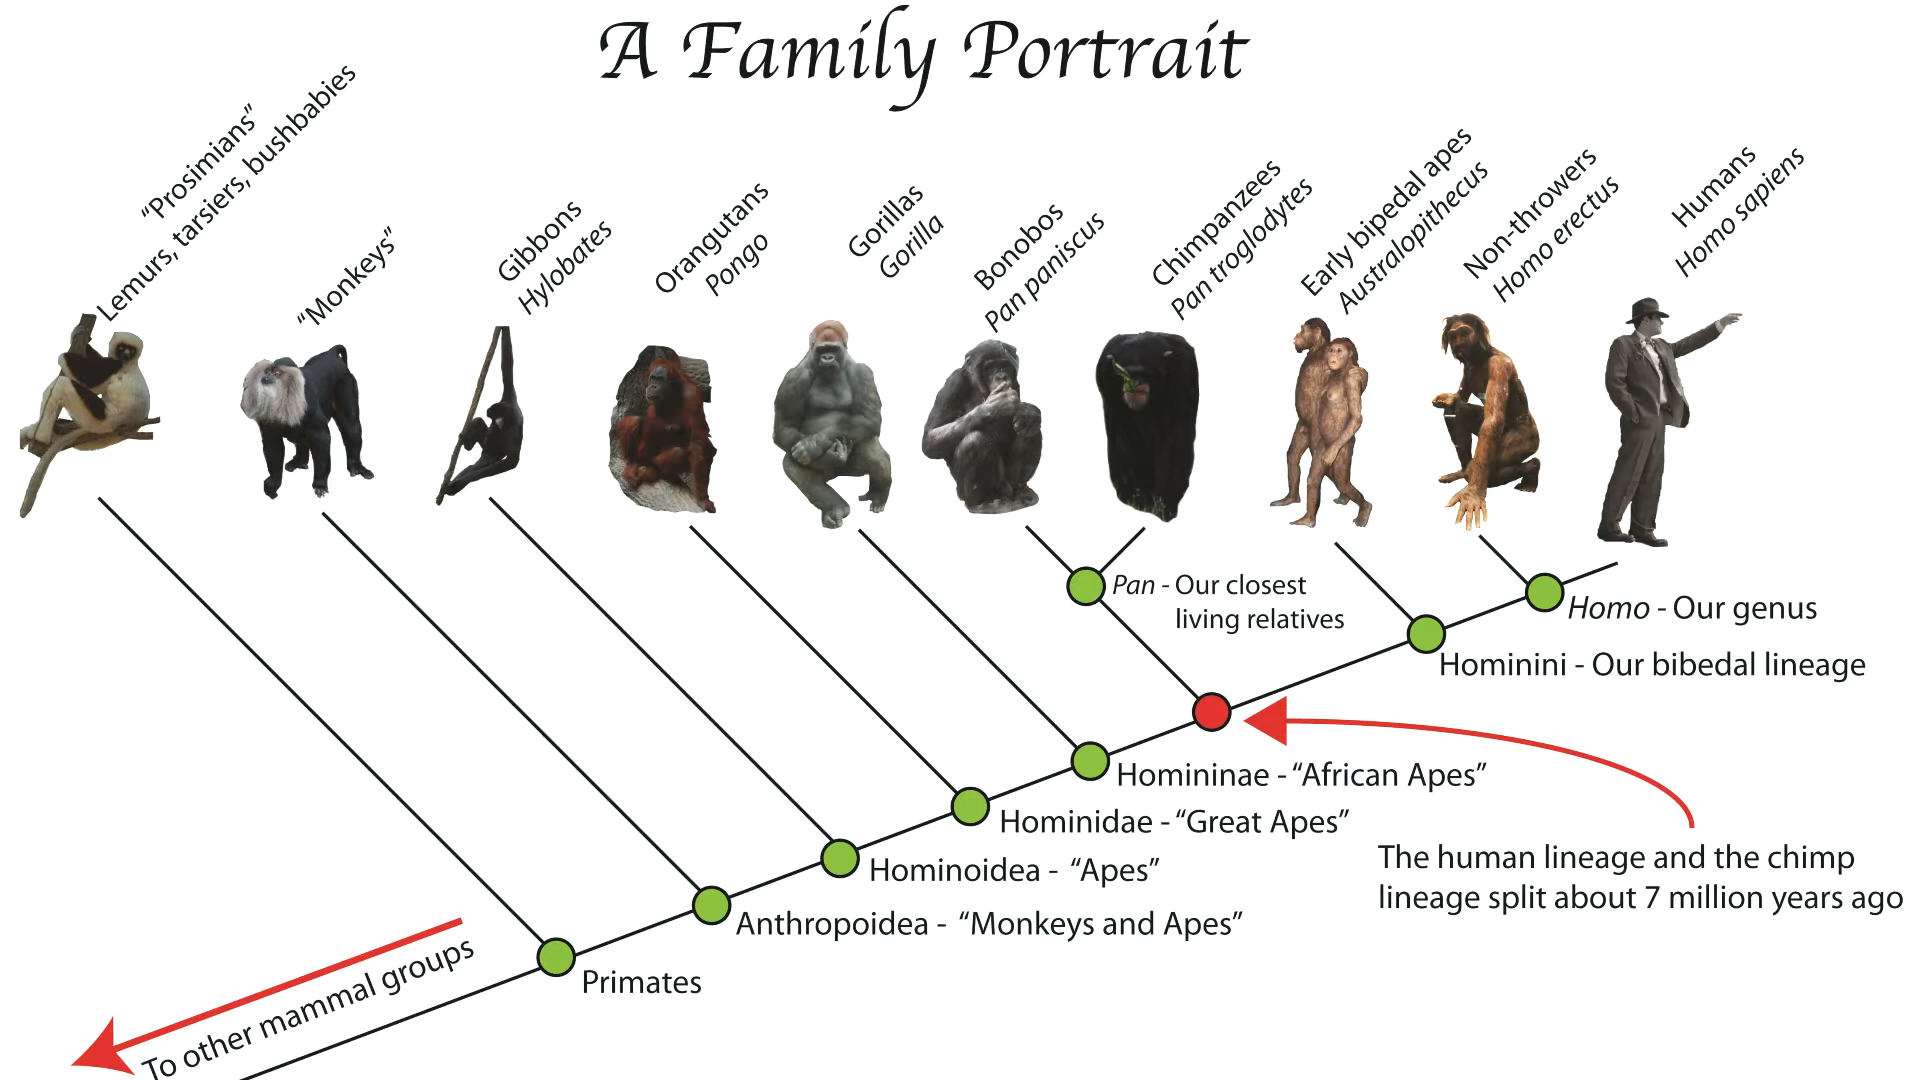 A Family Portrait
“Prosimians”
Lemurs, tarsiers, bushbabies
“Monkeys”
Gibbons
Hylobates
Orangutans
Pongo
Gorillas
Gorilla
Bonobos
Pan paniscus
Chimpanzees
Pan troglodytes
Early bipedal apes
Australopithecus
Non-throwers
Homo erectus
Humans
Homo sapiens
Pan - Our closest
living relatives
Homo - Our genus
Hominini - Our bibedal lineage
Homininae - “African Apes”
Hominidae - “Great Apes”
The human lineage and the chimp
lineage split about 7 million years ago
Hominoidea - “Apes”
Anthropoidea - “Monkeys and Apes”
Primates
To other mammal groups